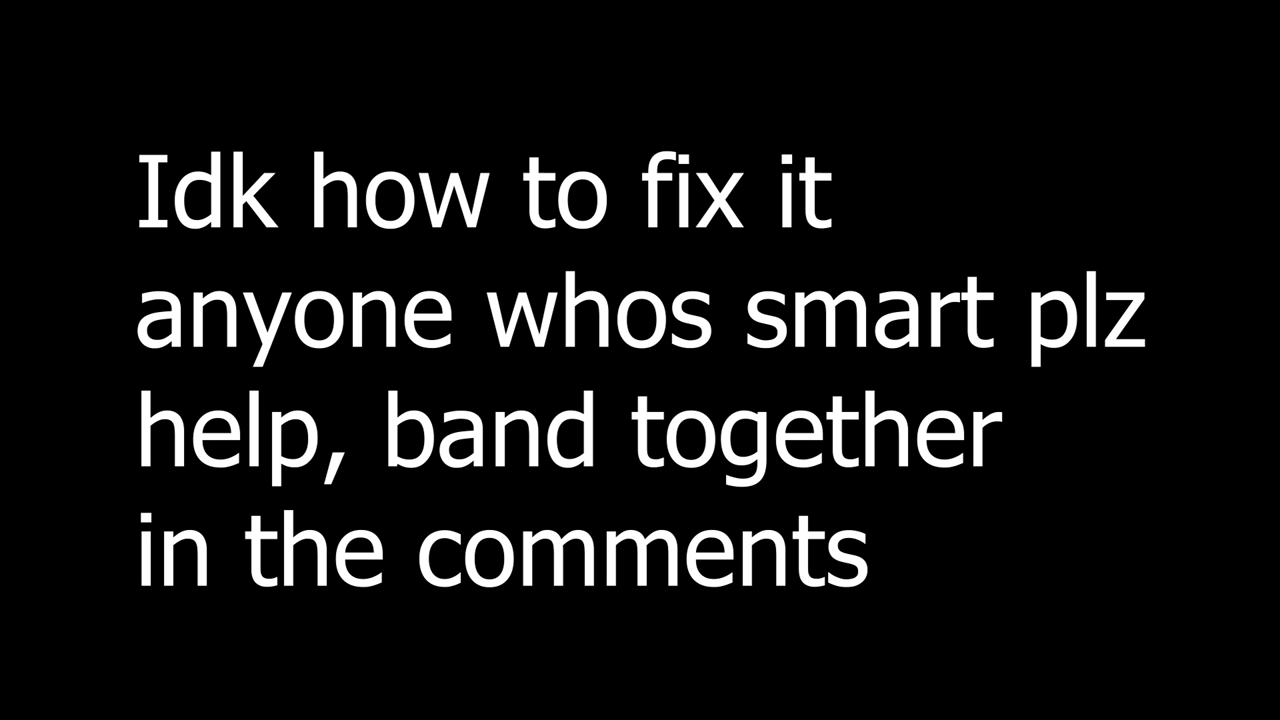 Idk how to fix it
anyone whos smart plz
help, band together
in the comments